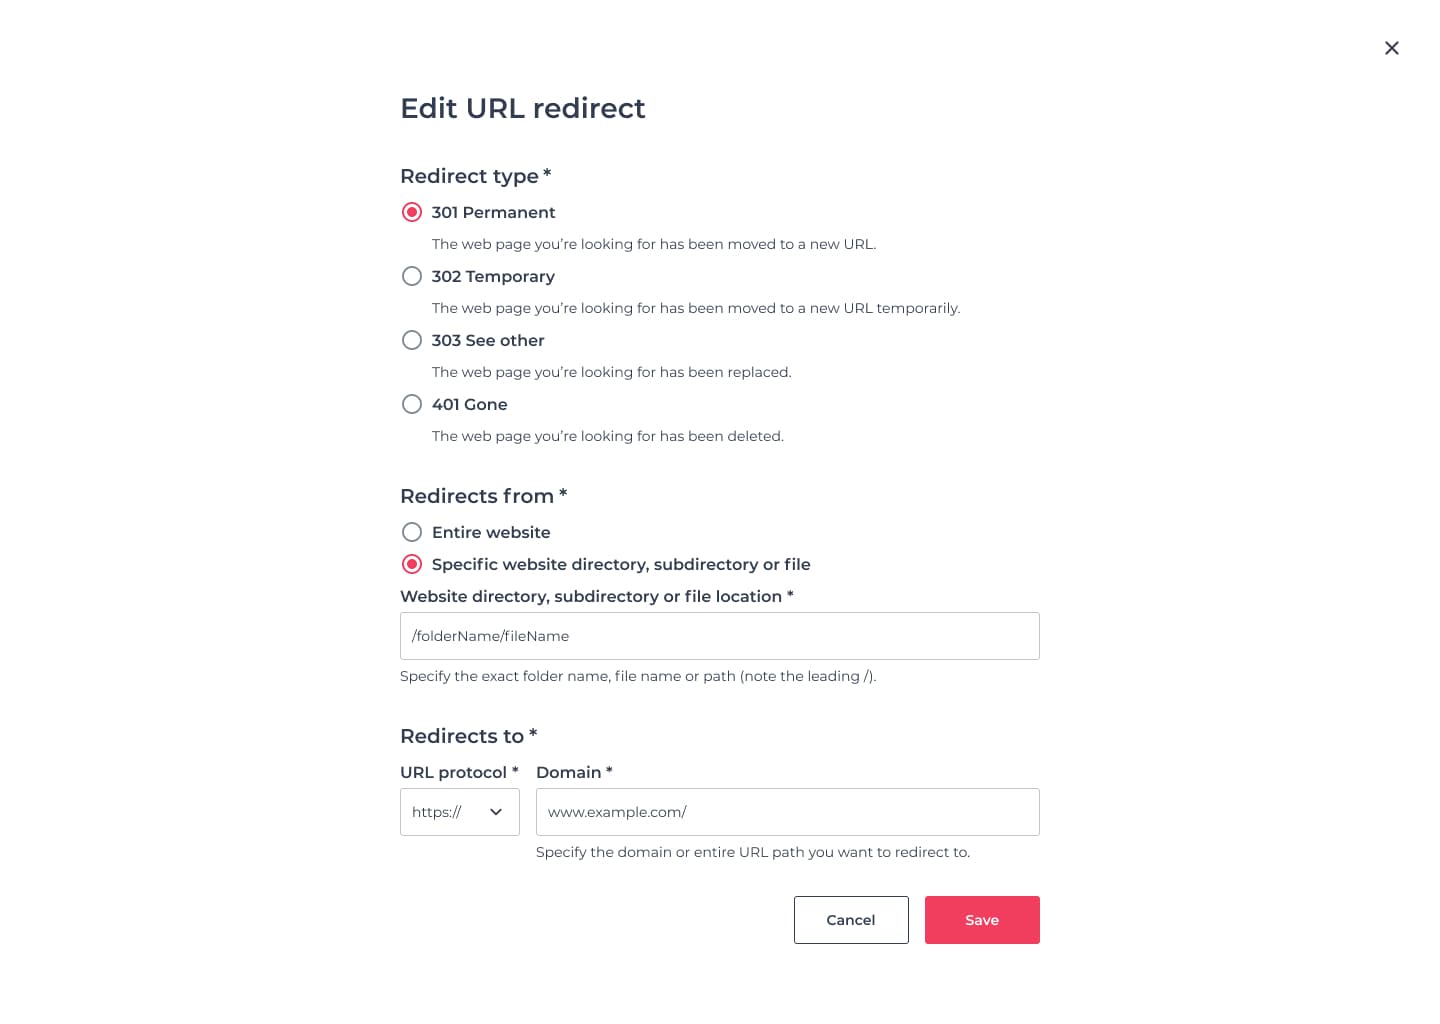 Edit URL redirect
Redirect type *
301 Permanent
The web page you’re looking for has been moved to a new URL.
302 Temporary
The web page you’re looking for has been moved to a new URL temporarily.
303 See other
The web page you’re looking for has been replaced.
401 Gone
The web page you’re looking for has been deleted.
Redirects from *
Entire website
Specific website directory, subdirectory or file
Website directory, subdirectory or file location *
/folderName/fileName
Specify the exact folder name, file name or path (note the leading /).
Redirects to *
URL protocol * Domain *
https:// www.example.com/
Specify the domain or entire URL path you want to redirect to.
Cancel Save